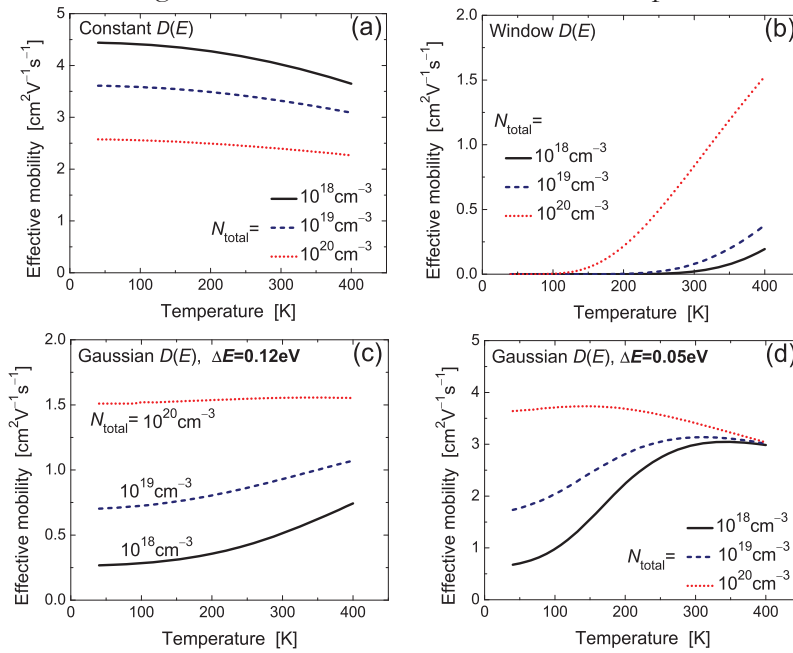 Constant D(E) (a)
Effective mobility [cm²V⁻¹s⁻¹]
5
4
3
2
1
0
N_total=
10¹⁸cm⁻³
10¹⁹cm⁻³
10²⁰cm⁻³
0 100 200 300 400
Temperature [K]
Window D(E) (b)
Effective mobility [cm²V⁻¹s⁻¹]
2.0
1.5
1.0
0.5
0.0
N_total=
10¹⁸cm⁻³
10¹⁹cm⁻³
10²⁰cm⁻³
0 100 200 300 400
Temperature [K]
Gaussian D(E), ΔE=0.12eV (c)
Effective mobility [cm²V⁻¹s⁻¹]
2.0
1.5
1.0
0.5
0.0
N_total= 10²⁰cm⁻³
10¹⁹cm⁻³
10¹⁸cm⁻³
0 100 200 300 400
Temperature [K]
Gaussian D(E), ΔE=0.05eV (d)
Effective mobility [cm²V⁻¹s⁻¹]
5
4
3
2
1
0
N_total=
10¹⁸cm⁻³
10¹⁹cm⁻³
10²⁰cm⁻³
0 100 200 300 400
Temperature [K]